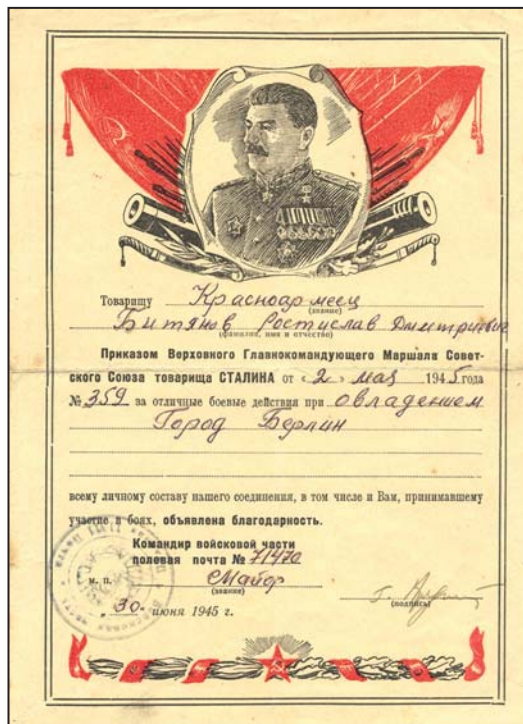 Товарищу Красноармеец
(звание)
Битянов Ростислав Дмитриевич
(фамилия, имя и отчество)
Приказом Верховного Главнокомандующего Маршала Совет-
ского Союза товарища СТАЛИНА от «2» мая 1945 года
№ 359 за отличные боевые действия при овладением
Город Берлин
всему личному составу нашего соединения, в том числе и Вам, принимавшему
участие в боях, объявлена благодарность.
Командир войсковой части
полевая почта № 71470
м. п. Майор
(звание)
(подпись)
„30“ июня 1945 г.